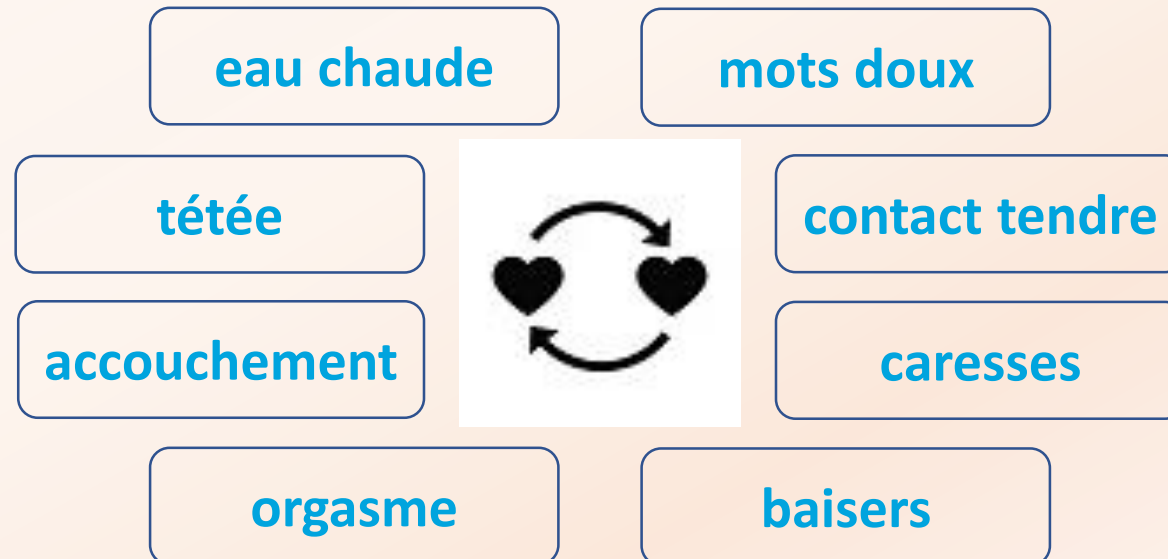 eau chaude
mots doux
tétée
contact tendre
accouchement
caresses
orgasme
baisers